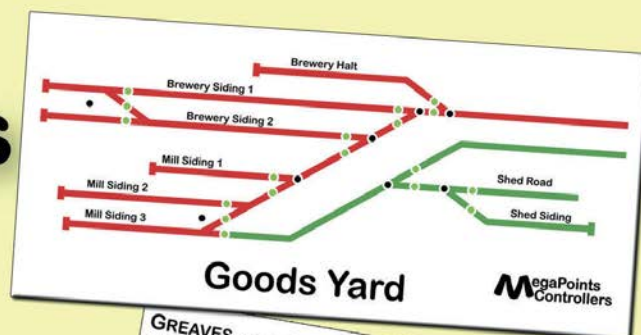 Brewery Halt
Brewery Siding 1
Brewery Siding 2
Mill Siding 1
Mill Siding 2
Mill Siding 3
Shed Road
Shed Siding
Goods Yard
MegaPoints
Controllers
GREAVES